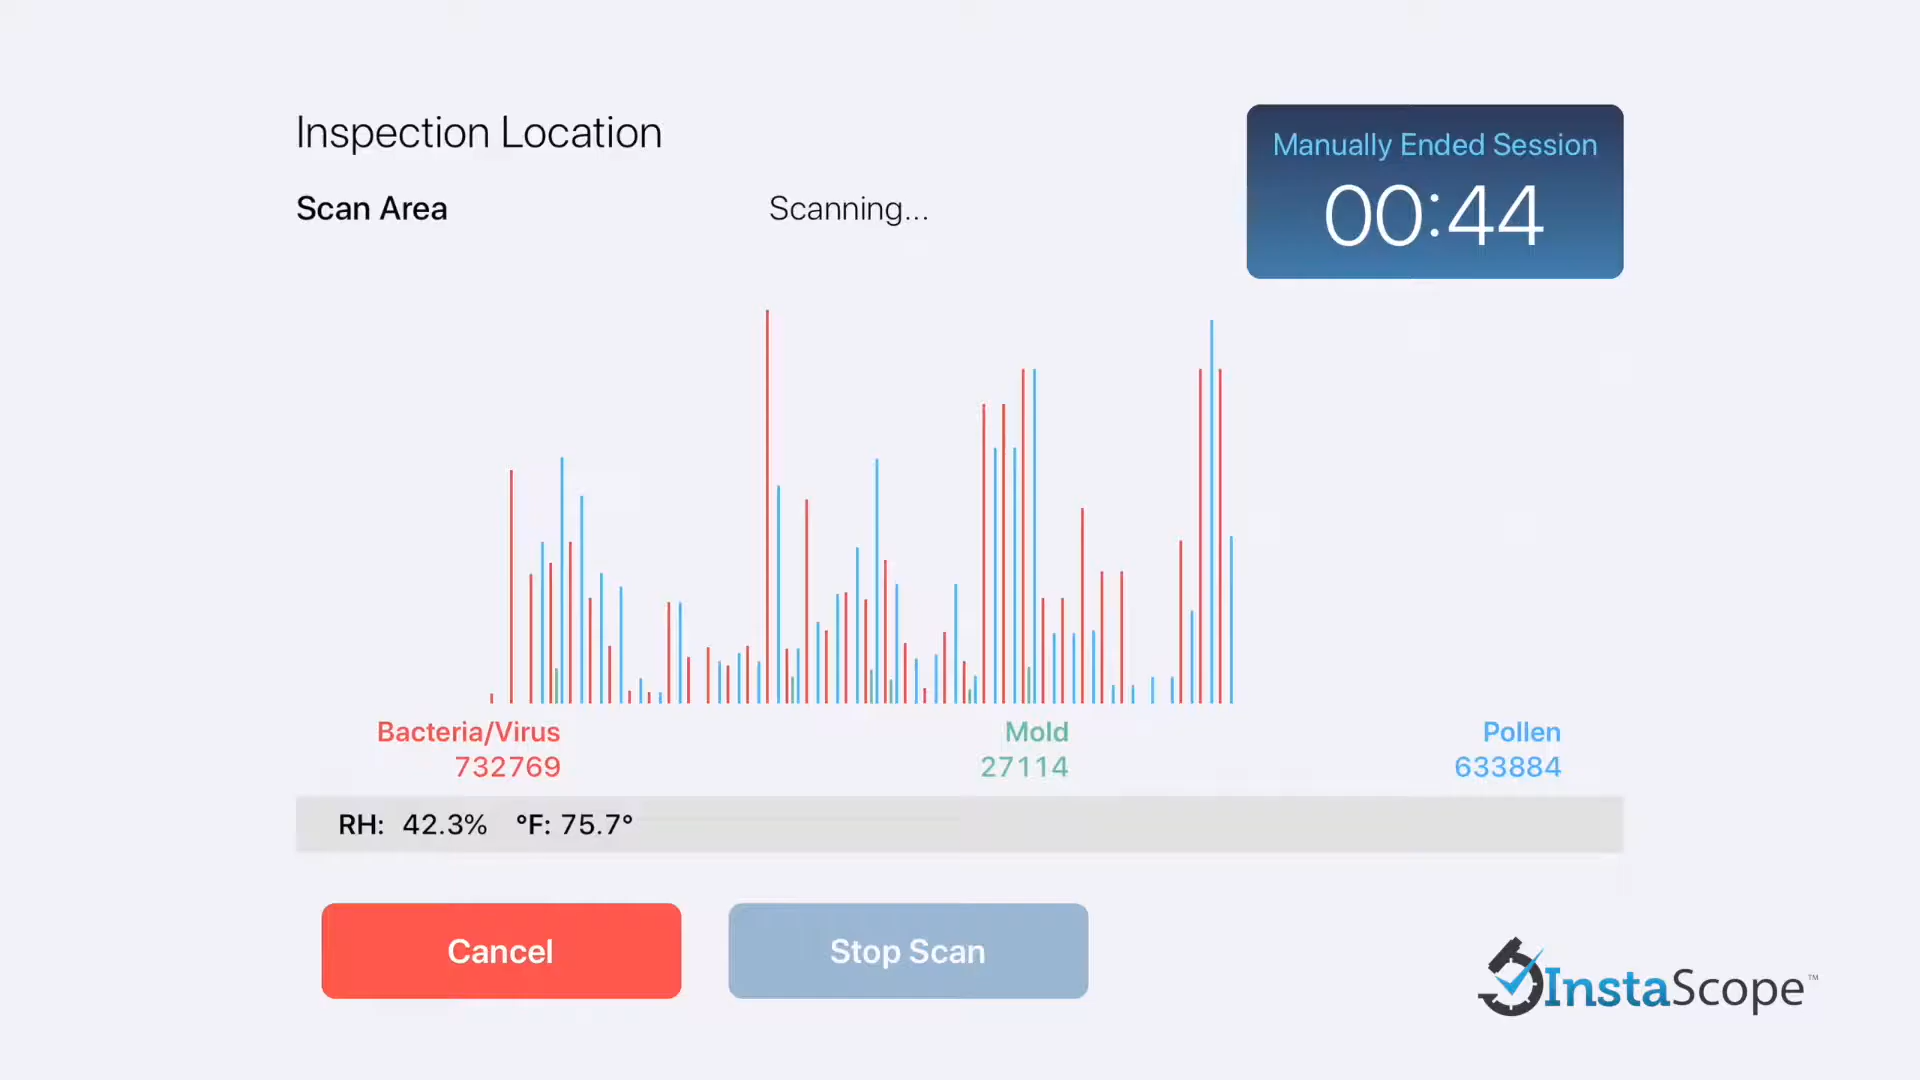 Inspection Location
Manually Ended Session
00:44
Scan Area
Scanning...
Bacteria/Virus
732769
Mold
27114
Pollen
633884
RH: 42.3% °F: 75.7°
Cancel
Stop Scan
InstaScope™